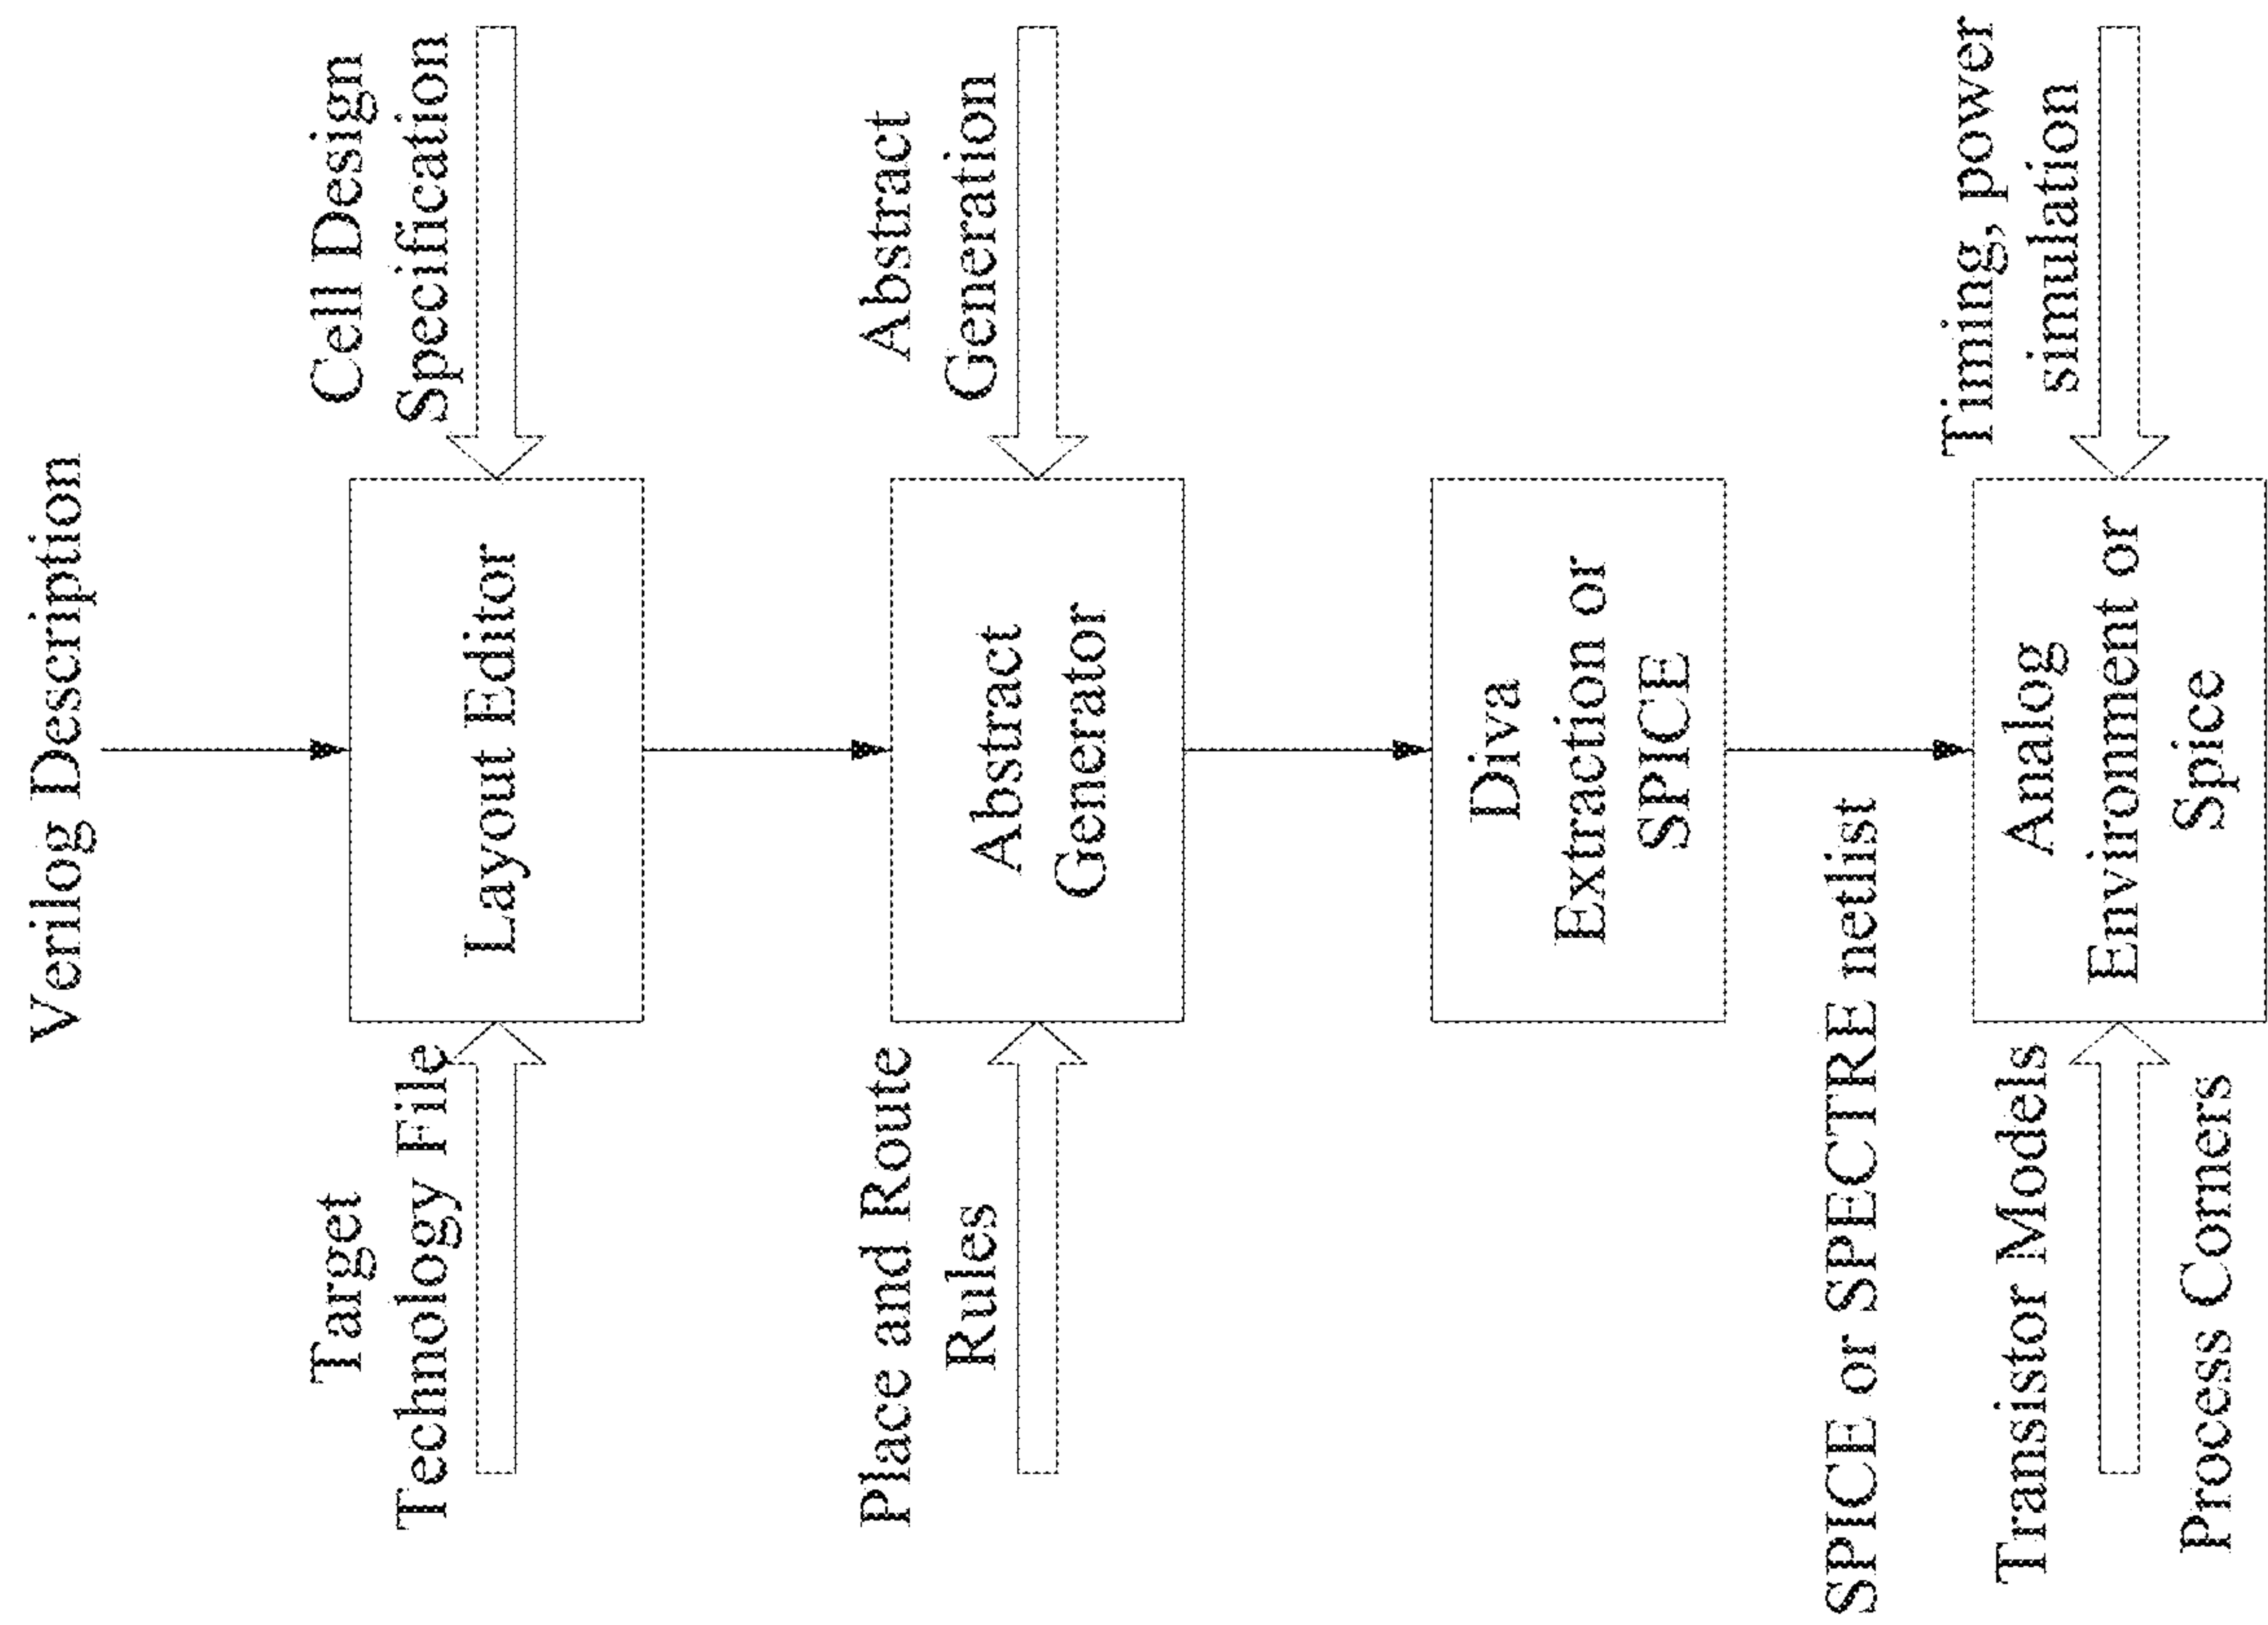 Verilog Description
Target
Technology File
Layout Editor
Cell Design
Specification
Place and Route
Rules
Abstract
Generator
Abstract
Generation
Diva
Extraction or
SPICE
SPICE or SPECTRE netlist
Transistor Models
Process Corners
Analog
Environment or
Spice
Timing, power
simulation